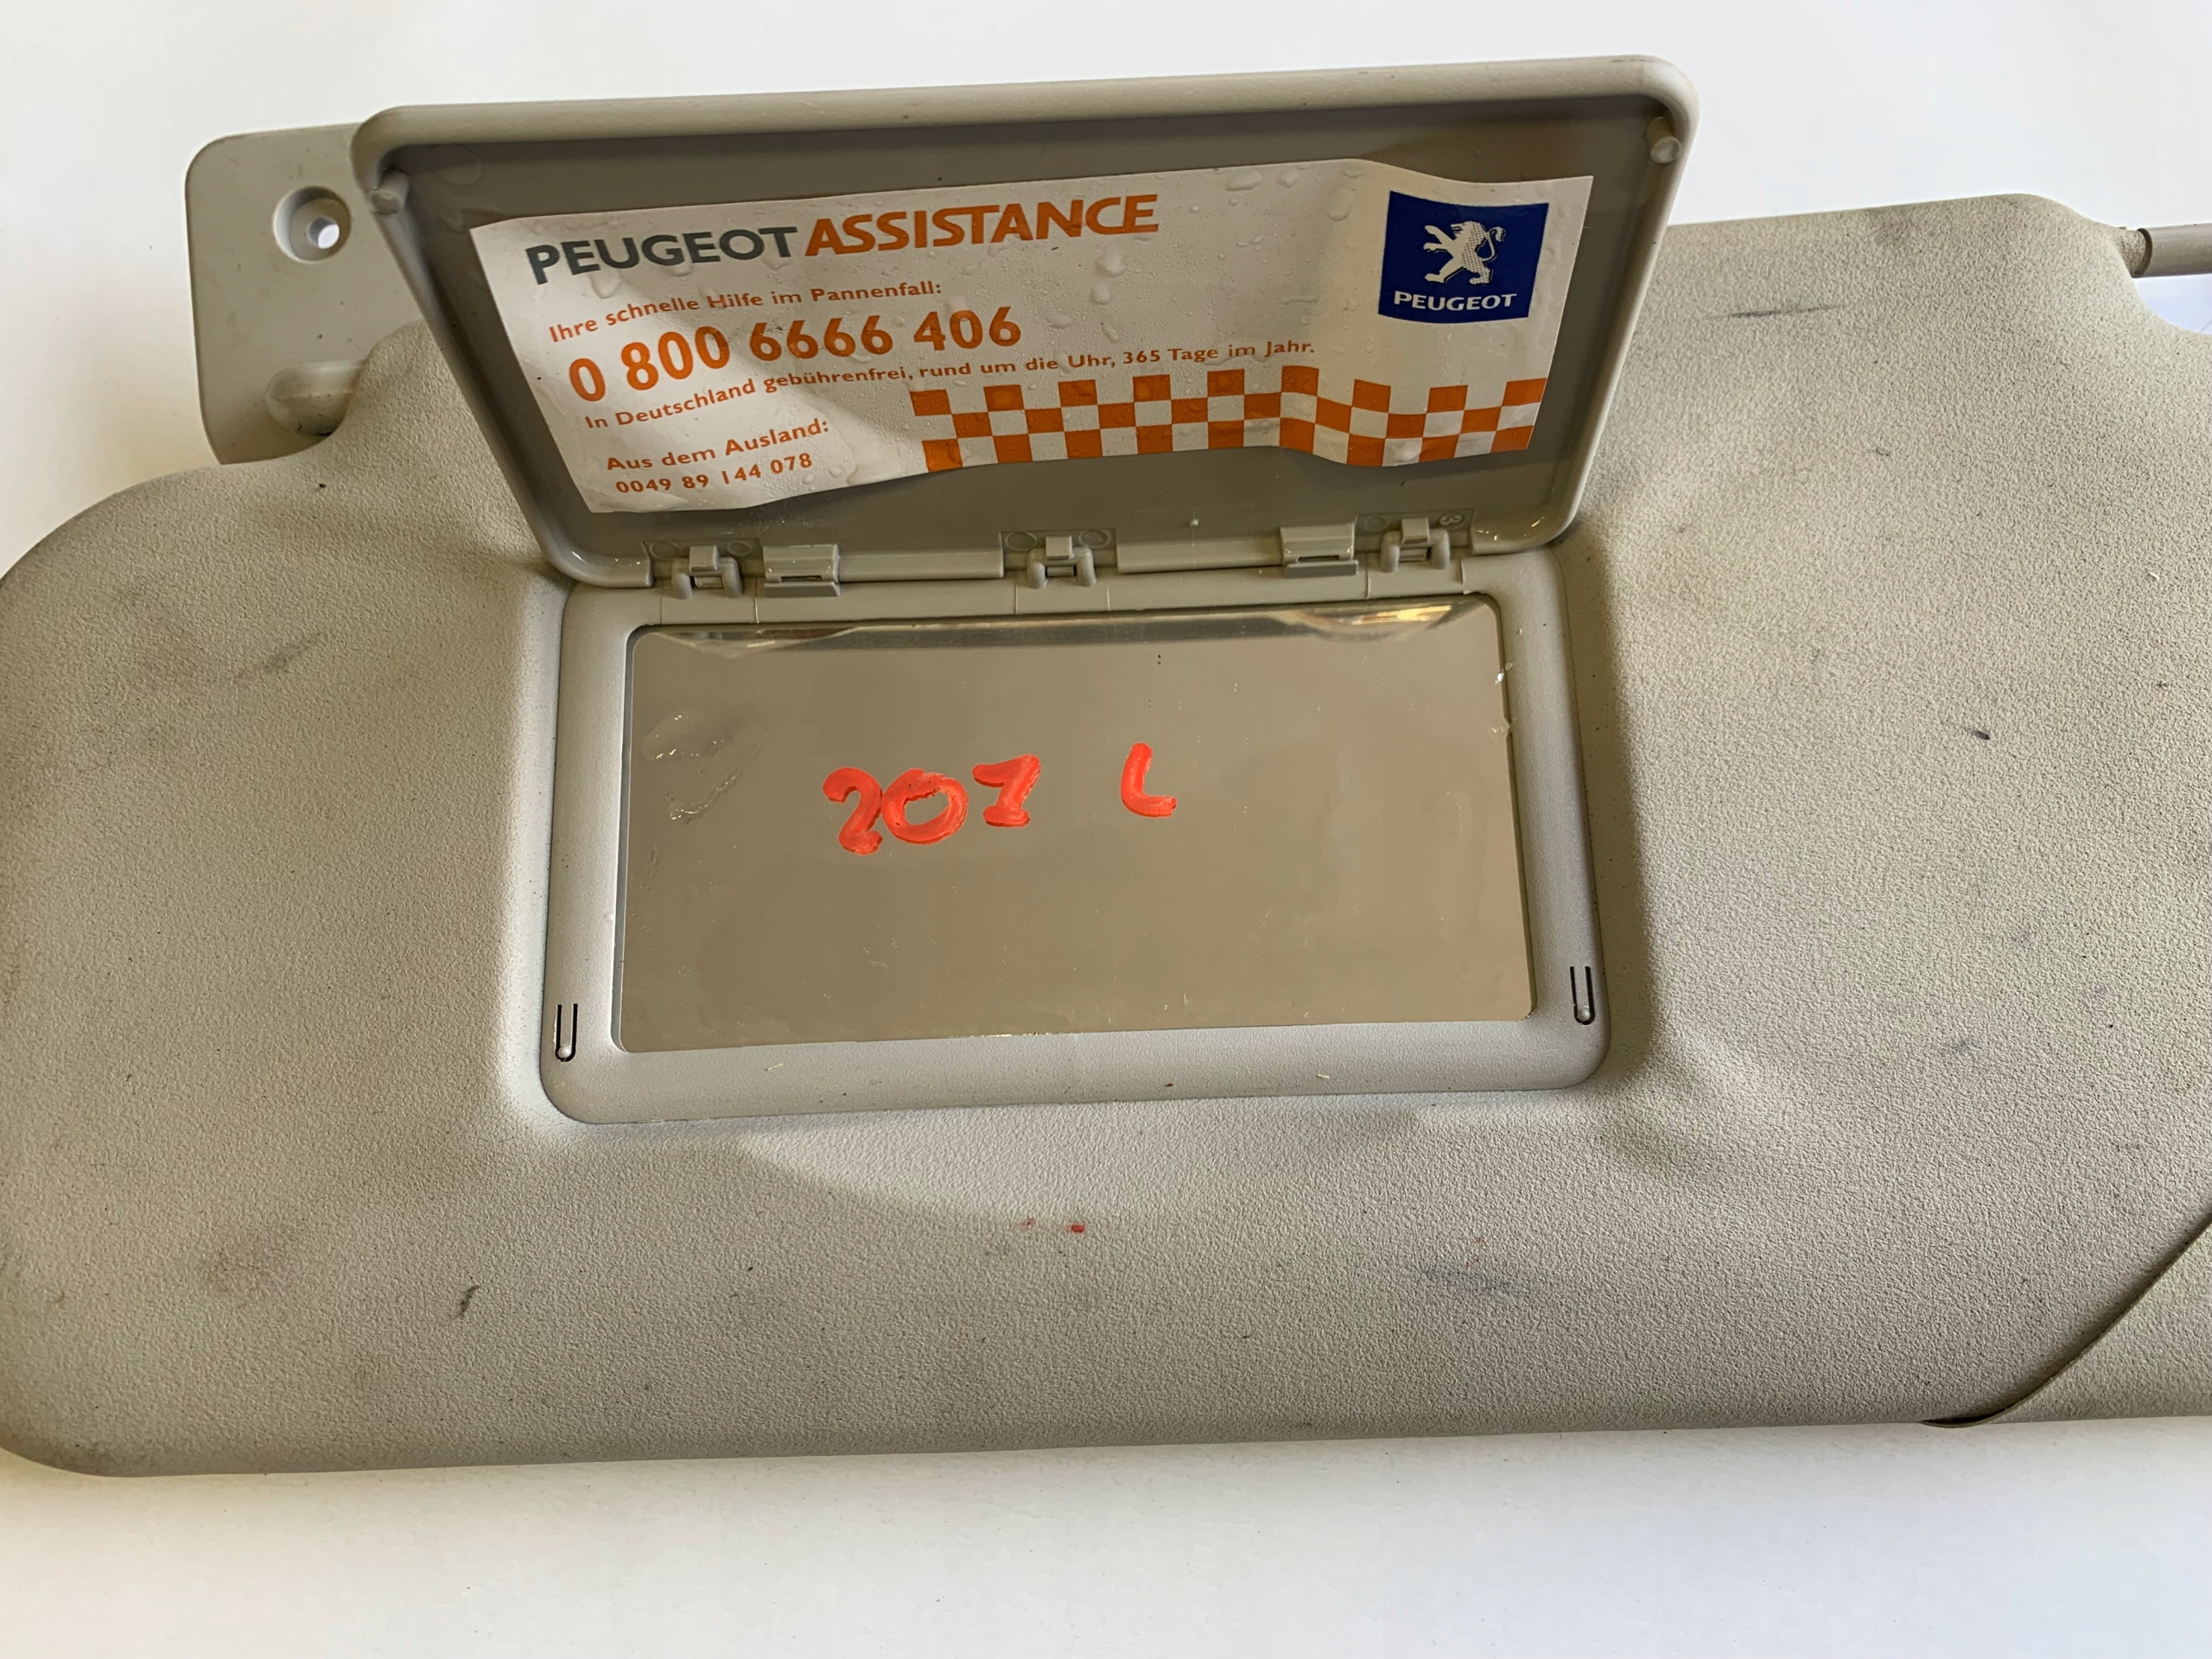 PEUGEOT ASSISTANCE
Ihre schnelle Hilfe im Pannenfall:
0 800 6666 406
In Deutschland gebührenfrei, rund um die Uhr, 365 Tage im Jahr.
Aus dem Ausland:
0049 89 144 078
PEUGEOT
207 L